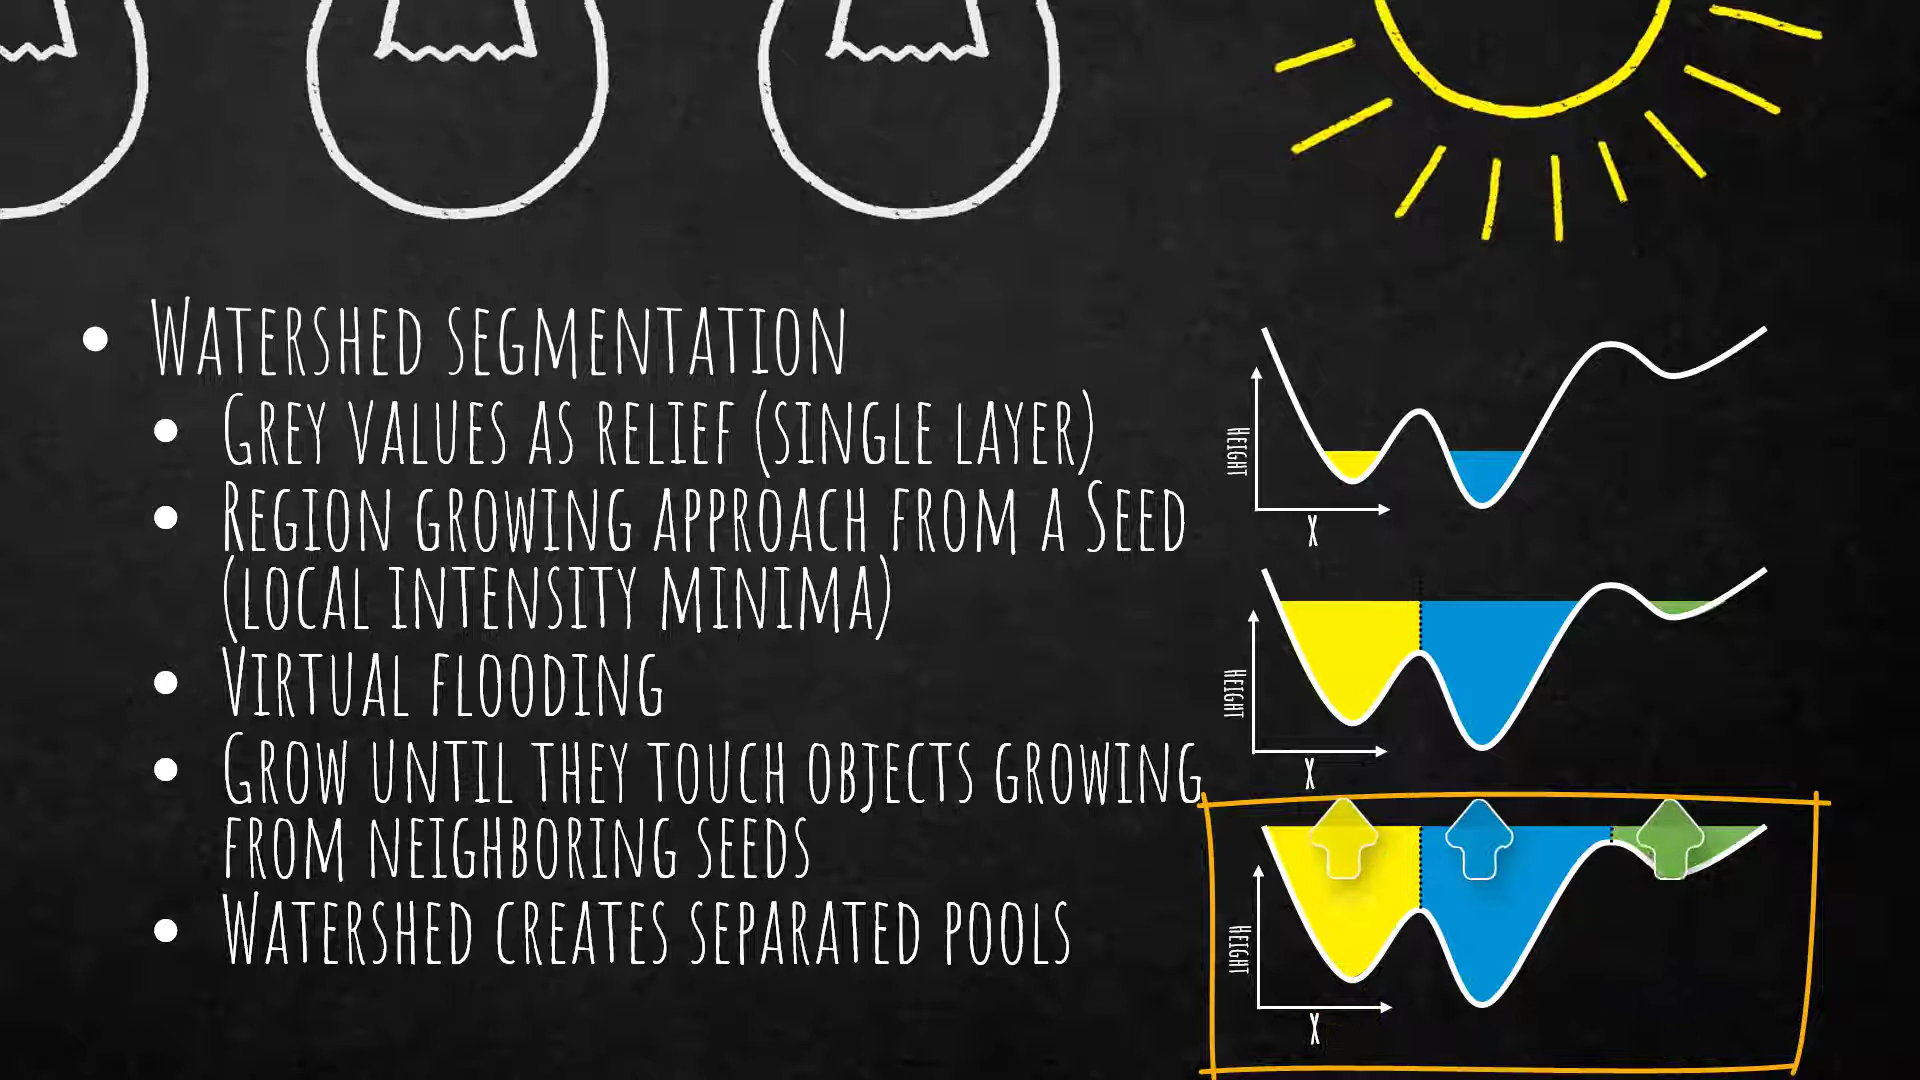 Watershed segmentation
Grey values as relief (single layer)
Region growing approach from a Seed
(local intensity minima)
Virtual flooding
Grow until they touch objects growing
from neighboring seeds
Watershed creates separated pools
Height
X
Height
X
Height
X